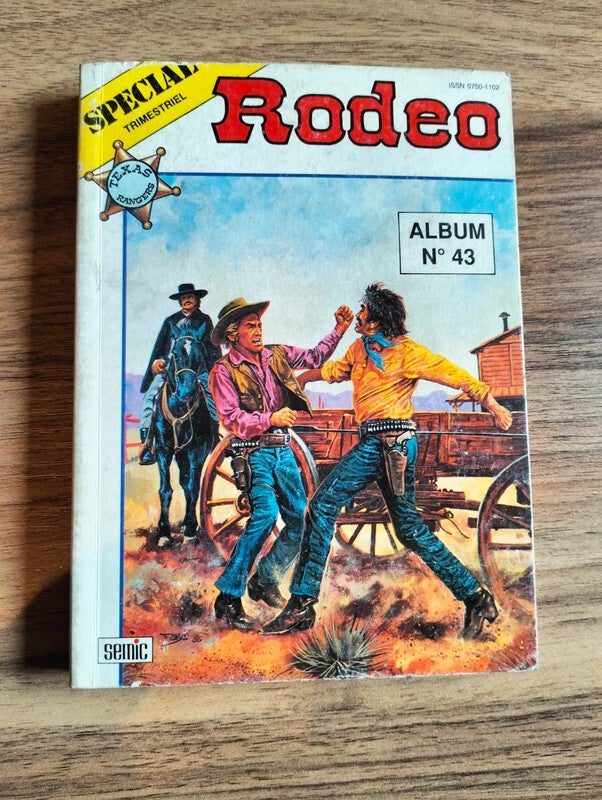 SPECIAL
TRIMESTRIEL
Rodeo
ISSN 0750-1102
TEXAS
RANGERS
ALBUM
N° 43
semic